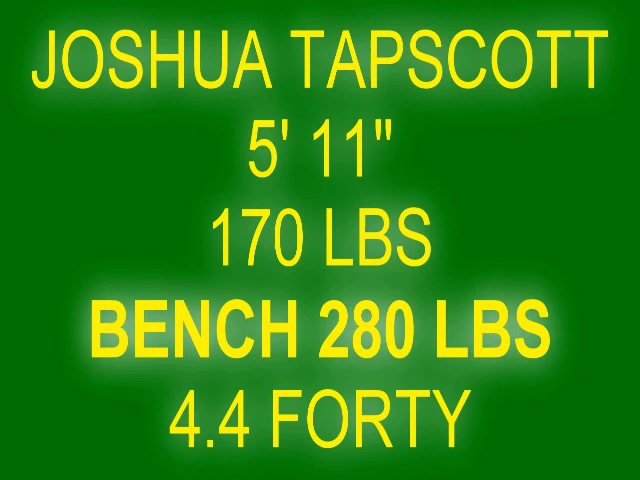 JOSHUA TAPSCOTT
5' 11"
170 LBS
BENCH 280 LBS
4.4 FORTY